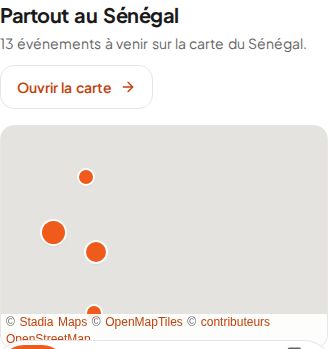 Partout au Sénégal
13 événements à venir sur la carte du Sénégal.
Ouvrir la carte →
© Stadia Maps © OpenMapTiles © contributeurs
OpenStreetMap